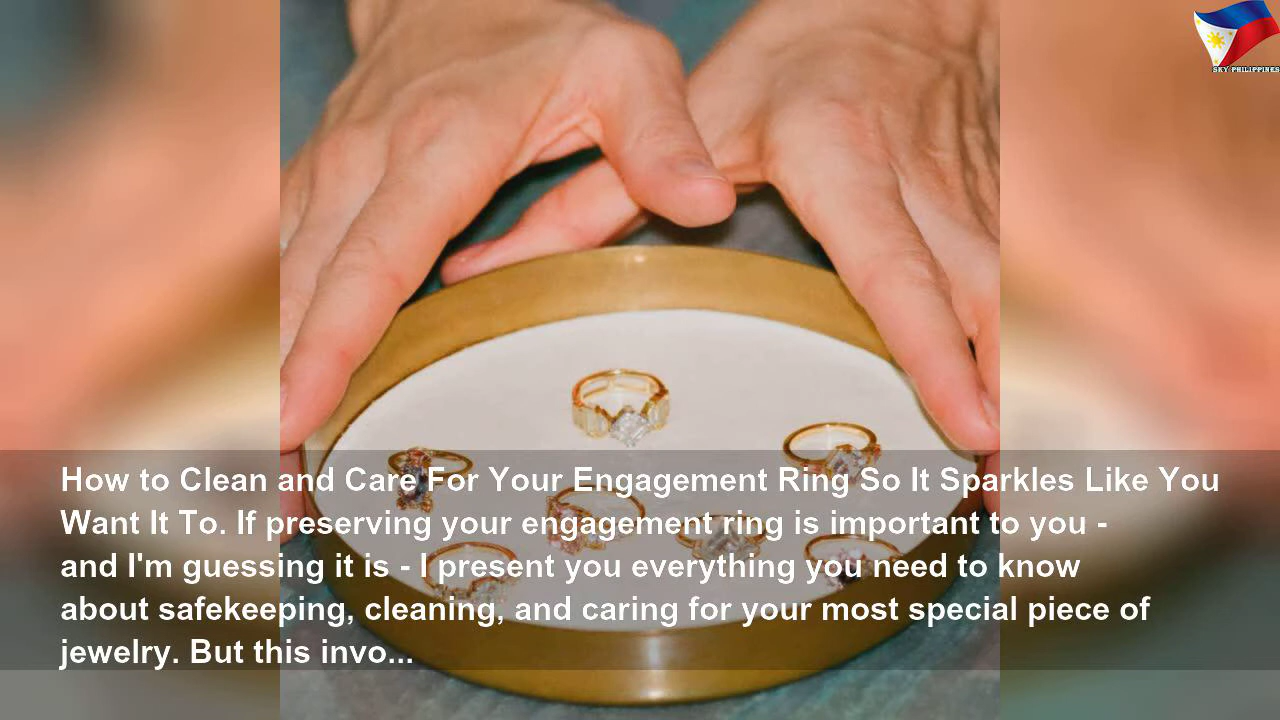 SKY PHILIPPINES
How to Clean and Care For Your Engagement Ring So It Sparkles Like You
Want It To. If preserving your engagement ring is important to you -
and I'm guessing it is - I present you everything you need to know
about safekeeping, cleaning, and caring for your most special piece of
jewelry. But this invo...